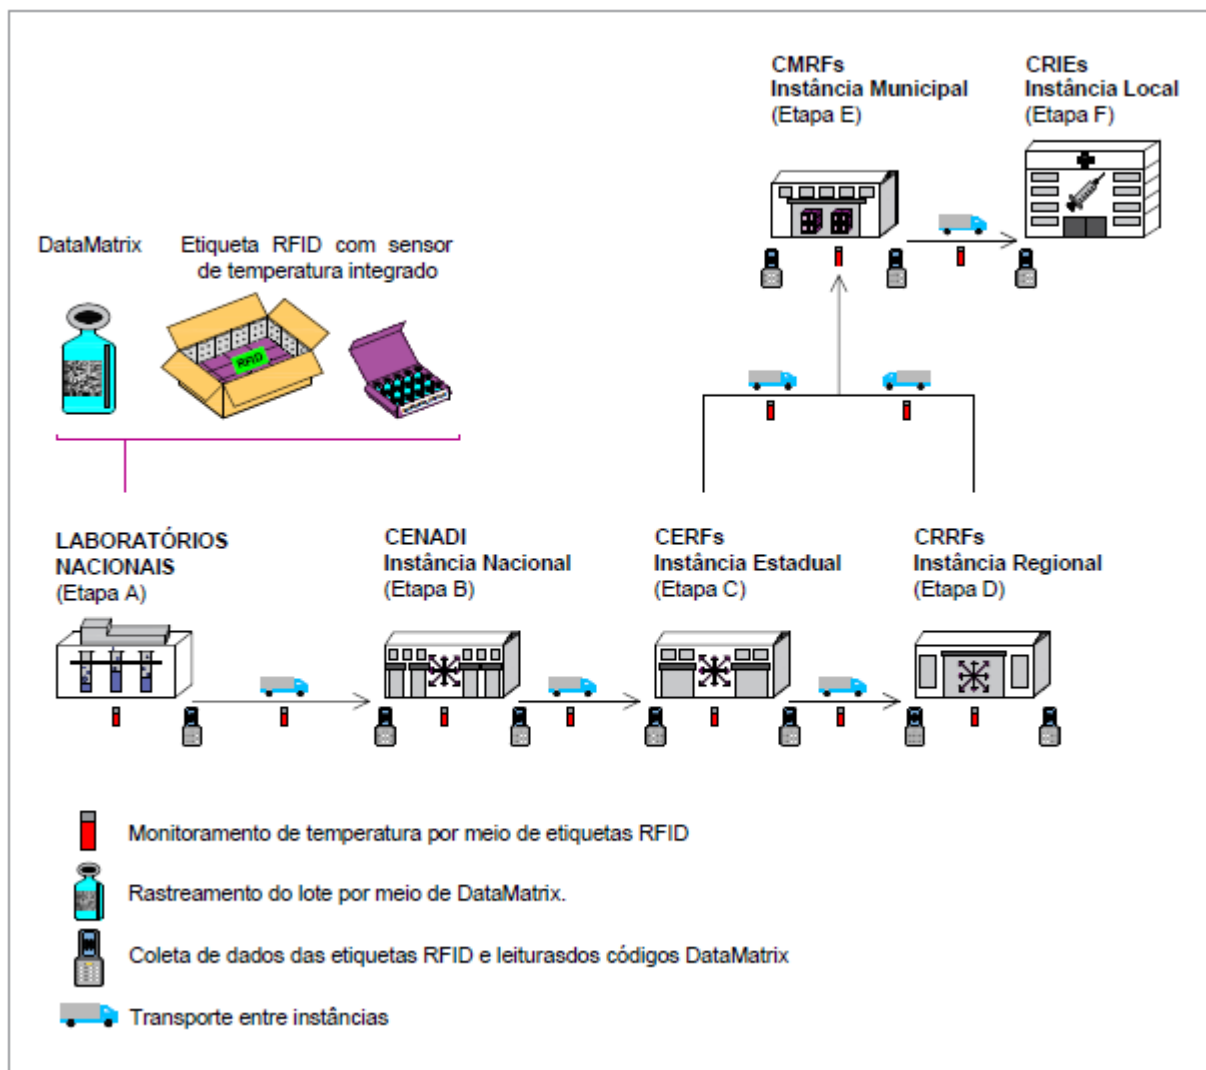 CMRFs
Instância Municipal
(Etapa E)
CRIEs
Instância Local
(Etapa F)
DataMatrix
Etiqueta RFID com sensor
de temperatura integrado
RFID
LABORATÓRIOS
NACIONAIS
(Etapa A)
CENADI
Instância Nacional
(Etapa B)
CERFs
Instância Estadual
(Etapa C)
CRRFs
Instância Regional
(Etapa D)
Monitoramento de temperatura por meio de etiquetas RFID
Rastreamento do lote por meio de DataMatrix.
Coleta de dados das etiquetas RFID e leiturasdos códigos DataMatrix
Transporte entre instâncias